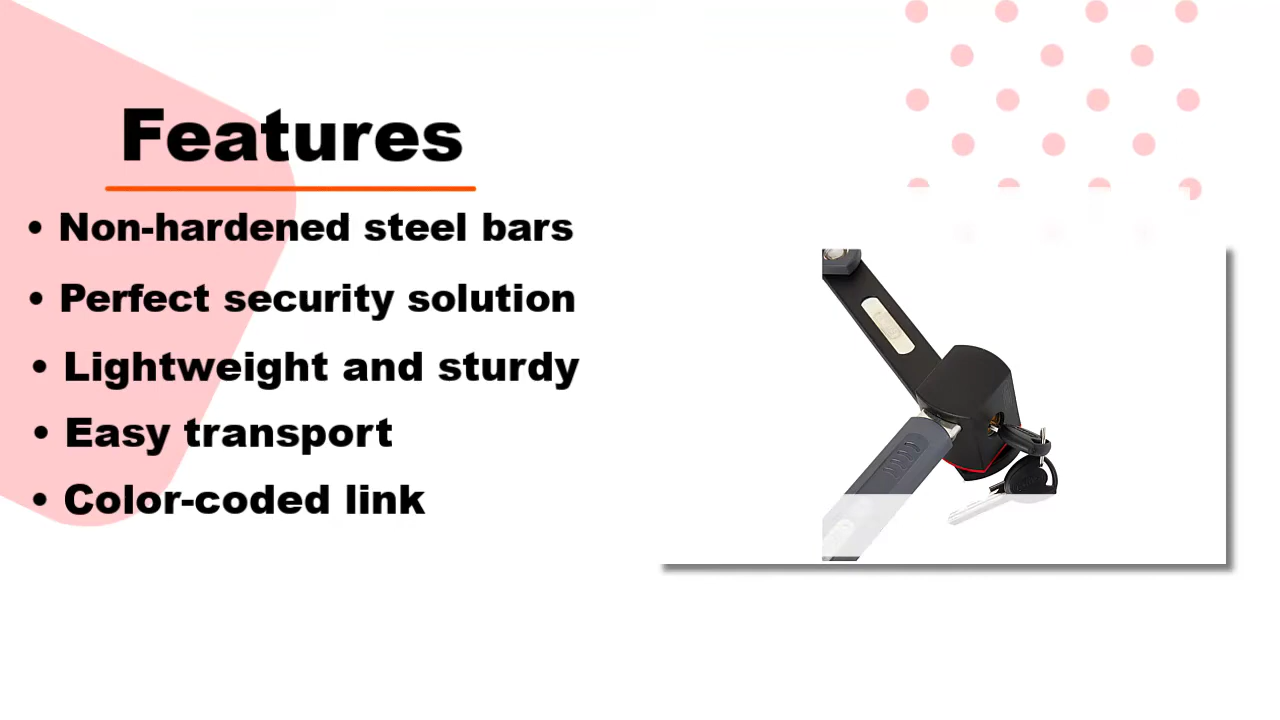 Features
• Non-hardened steel bars
• Perfect security solution
• Lightweight and sturdy
• Easy transport
• Color-coded link